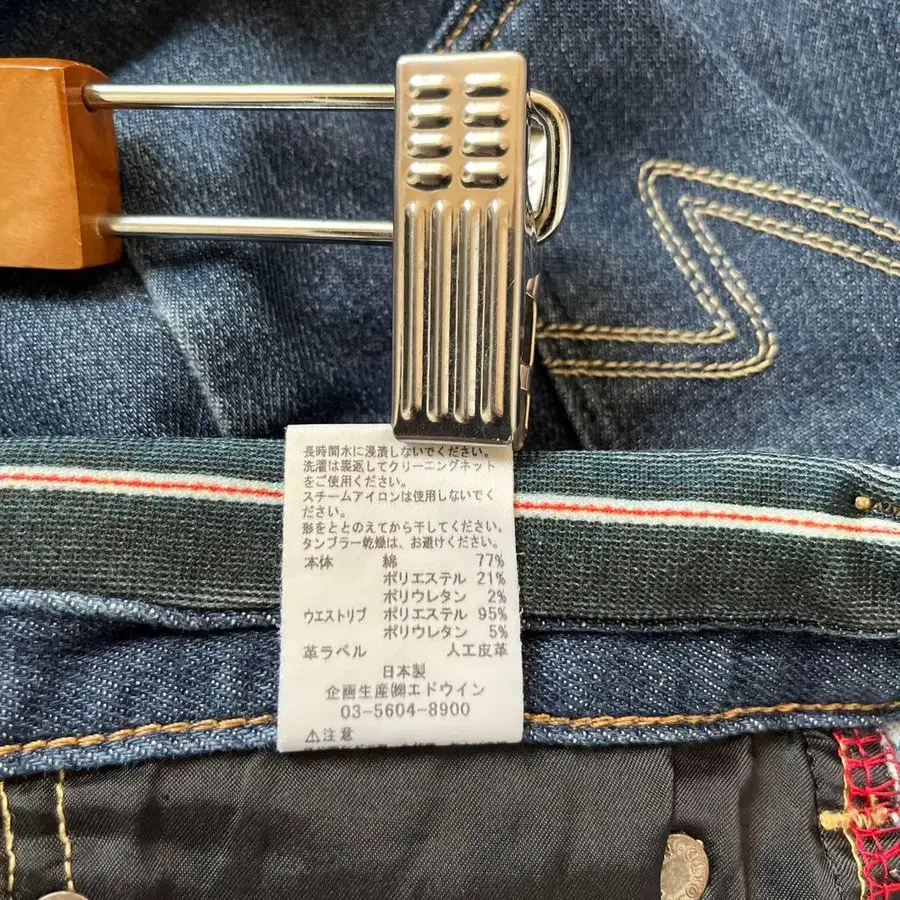 長時間水に浸漬しないでください。
洗濯は裏返してクリーニングネット
をご使用ください。
スチームアイロンは使用しないでく
ださい。
形をととのえてから干してください。
タンブラー乾燥は、お避けください。
本体 綿 77%
ポリエステル 21%
ポリウレタン 2%
ウエストリブ ポリエステル 95%
ポリウレタン 5%
革ラベル 人工皮革
日本製
企画生産㈱エドウイン
03-5604-8900
⚠注意